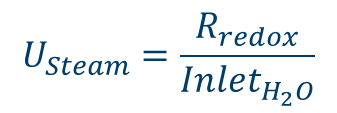 U_Steam = R_redox / Inlet_H₂O